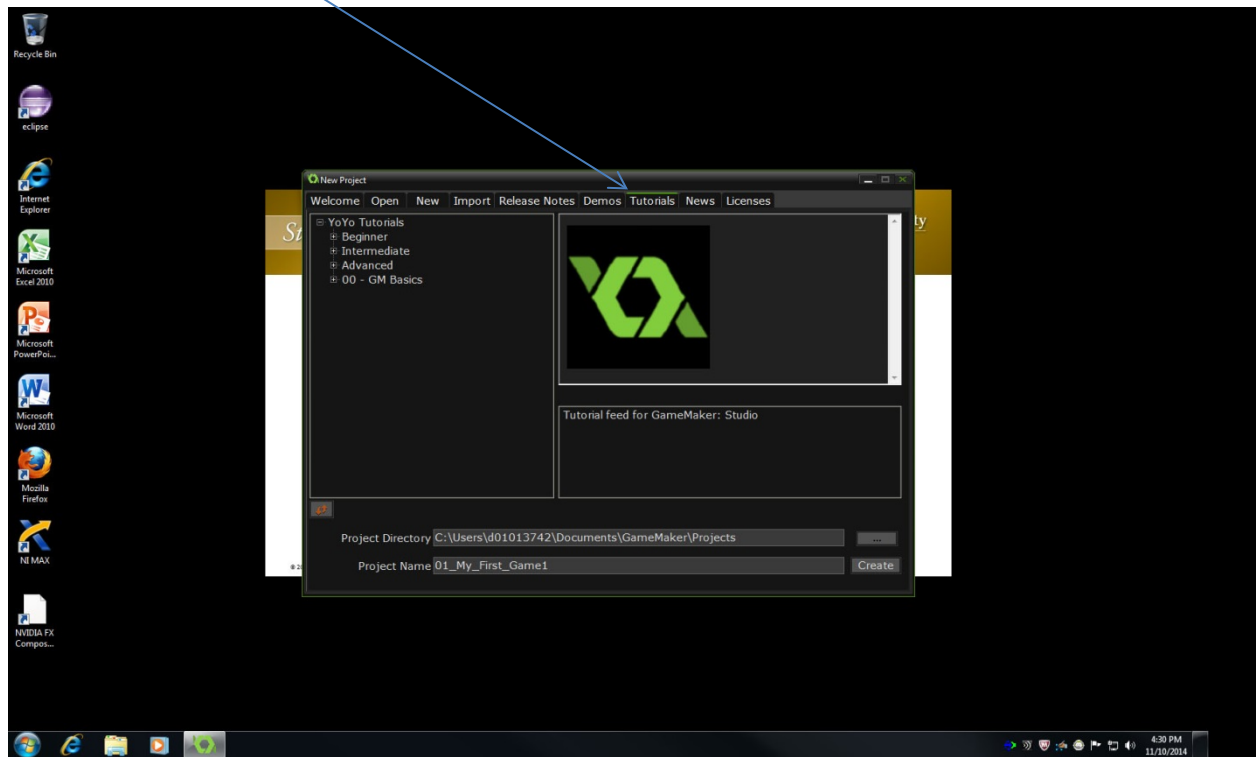 Recycle Bin
eclipse
Internet
Explorer
Microsoft
Excel 2010
Microsoft
PowerPoi...
Microsoft
Word 2010
Mozilla
Firefox
NI MAX
NVIDIA FX
Compos...
St
ty
New Project
Welcome Open New Import Release Notes Demos Tutorials News Licenses
YoYo Tutorials
Beginner
Intermediate
Advanced
00 - GM Basics
Tutorial feed for GameMaker: Studio
Project Directory C:\Users\d01013742\Documents\GameMaker\Projects ...
Project Name 01_My_First_Game1 Create
© 20
4:30 PM
11/10/2014